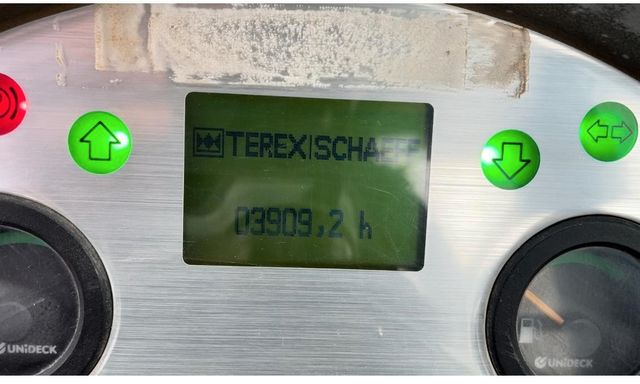 TEREX|SCHAEFF
03909,2 h
UNiDECK
UNiDECK